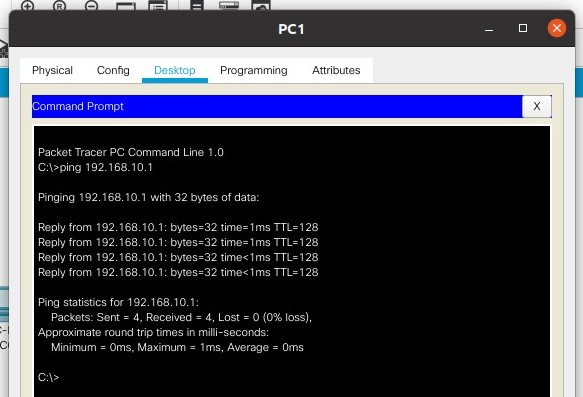 PC1
Physical Config Desktop Programming Attributes
Command Prompt
X
Packet Tracer PC Command Line 1.0
C:\>ping 192.168.10.1
Pinging 192.168.10.1 with 32 bytes of data:
Reply from 192.168.10.1: bytes=32 time=1ms TTL=128
Reply from 192.168.10.1: bytes=32 time=1ms TTL=128
Reply from 192.168.10.1: bytes=32 time<1ms TTL=128
Reply from 192.168.10.1: bytes=32 time<1ms TTL=128
Ping statistics for 192.168.10.1:
Packets: Sent = 4, Received = 4, Lost = 0 (0% loss),
Approximate round trip times in milli-seconds:
Minimum = 0ms, Maximum = 1ms, Average = 0ms
C:\>